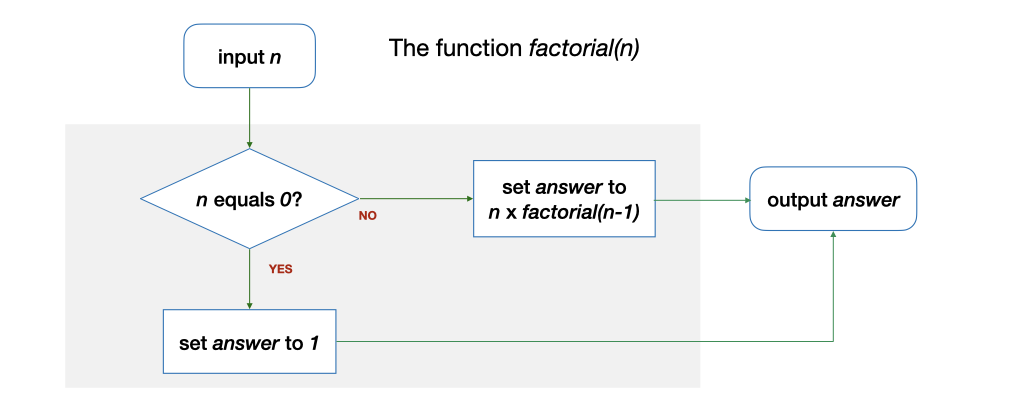 The function factorial(n)
input n
n equals 0?
NO
YES
set answer to
n x factorial(n-1)
output answer
set answer to 1